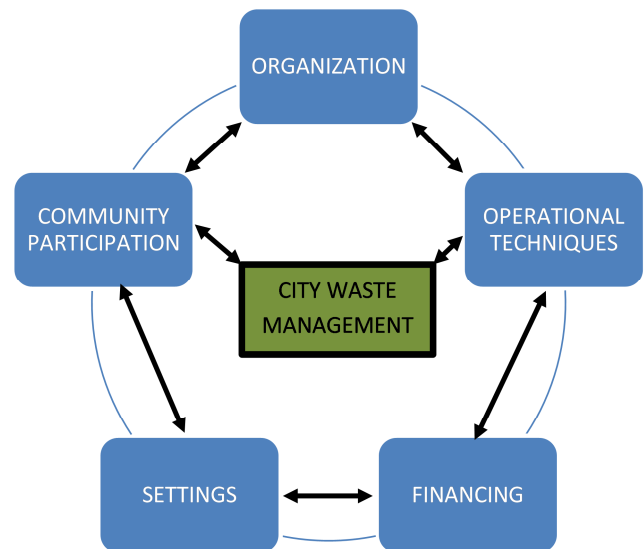 ORGANIZATION
COMMUNITY
PARTICIPATION
OPERATIONAL
TECHNIQUES
CITY WASTE
MANAGEMENT
SETTINGS
FINANCING